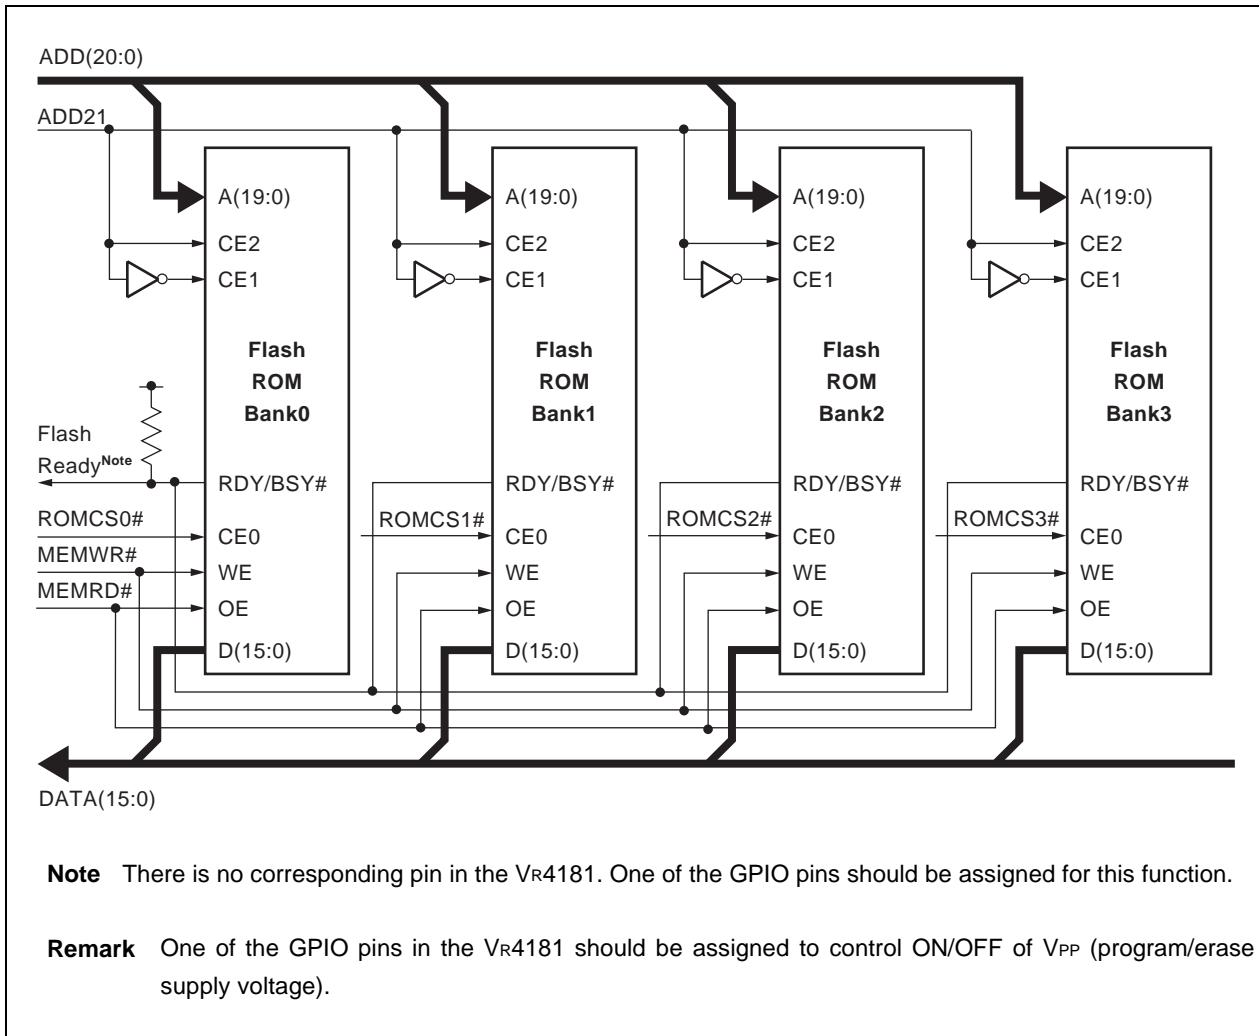 ADD(20:0)
ADD21
A(19:0)
CE2
CE1
Flash
ROM
Bank0
RDY/BSY#
CE0
WE
OE
D(15:0)
A(19:0)
CE2
CE1
Flash
ROM
Bank1
RDY/BSY#
CE0
WE
OE
D(15:0)
A(19:0)
CE2
CE1
Flash
ROM
Bank2
RDY/BSY#
CE0
WE
OE
D(15:0)
A(19:0)
CE2
CE1
Flash
ROM
Bank3
RDY/BSY#
CE0
WE
OE
D(15:0)
Flash
ReadyNote
ROMCS0#
MEMWR#
MEMRD#
ROMCS1#
ROMCS2#
ROMCS3#
DATA(15:0)
Note There is no corresponding pin in the VR4181. One of the GPIO pins should be assigned for this function.
Remark One of the GPIO pins in the VR4181 should be assigned to control ON/OFF of VPP (program/erase
supply voltage).